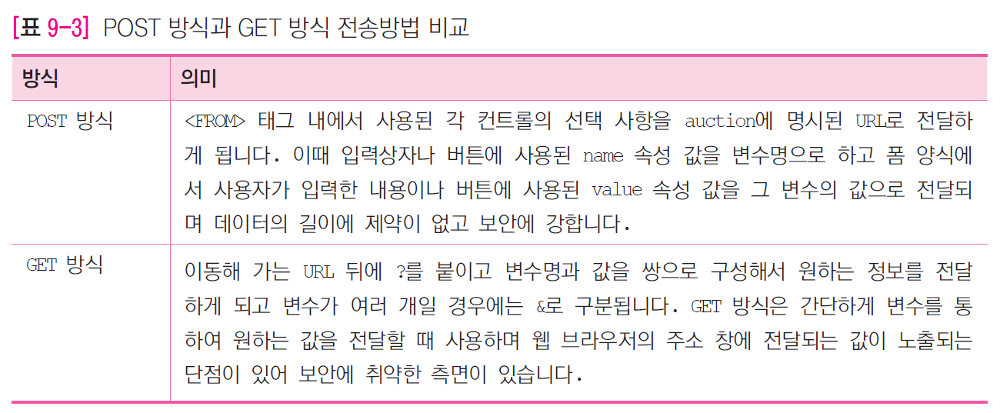 [표 9-3] POST 방식과 GET 방식 전송방법 비교
방식 의미
POST 방식 <FROM> 태그 내에서 사용된 각 컨트롤의 선택 사항을 auction에 명시된 URL로 전달하
게 됩니다. 이때 입력상자나 버튼에 사용된 name 속성 값을 변수명으로 하고 폼 양식에
서 사용자가 입력한 내용이나 버튼에 사용된 value 속성 값을 그 변수의 값으로 전달되
며 데이터의 길이에 제약이 없고 보안에 강합니다.
GET 방식 이동해 가는 URL 뒤에 ?를 붙이고 변수명과 값을 쌍으로 구성해서 원하는 정보를 전달
하게 되고 변수가 여러 개일 경우에는 &로 구분됩니다. GET 방식은 간단하게 변수를 통
하여 원하는 값을 전달할 때 사용하며 웹 브라우저의 주소 창에 전달되는 값이 노출되는
단점이 있어 보안에 취약한 측면이 있습니다.